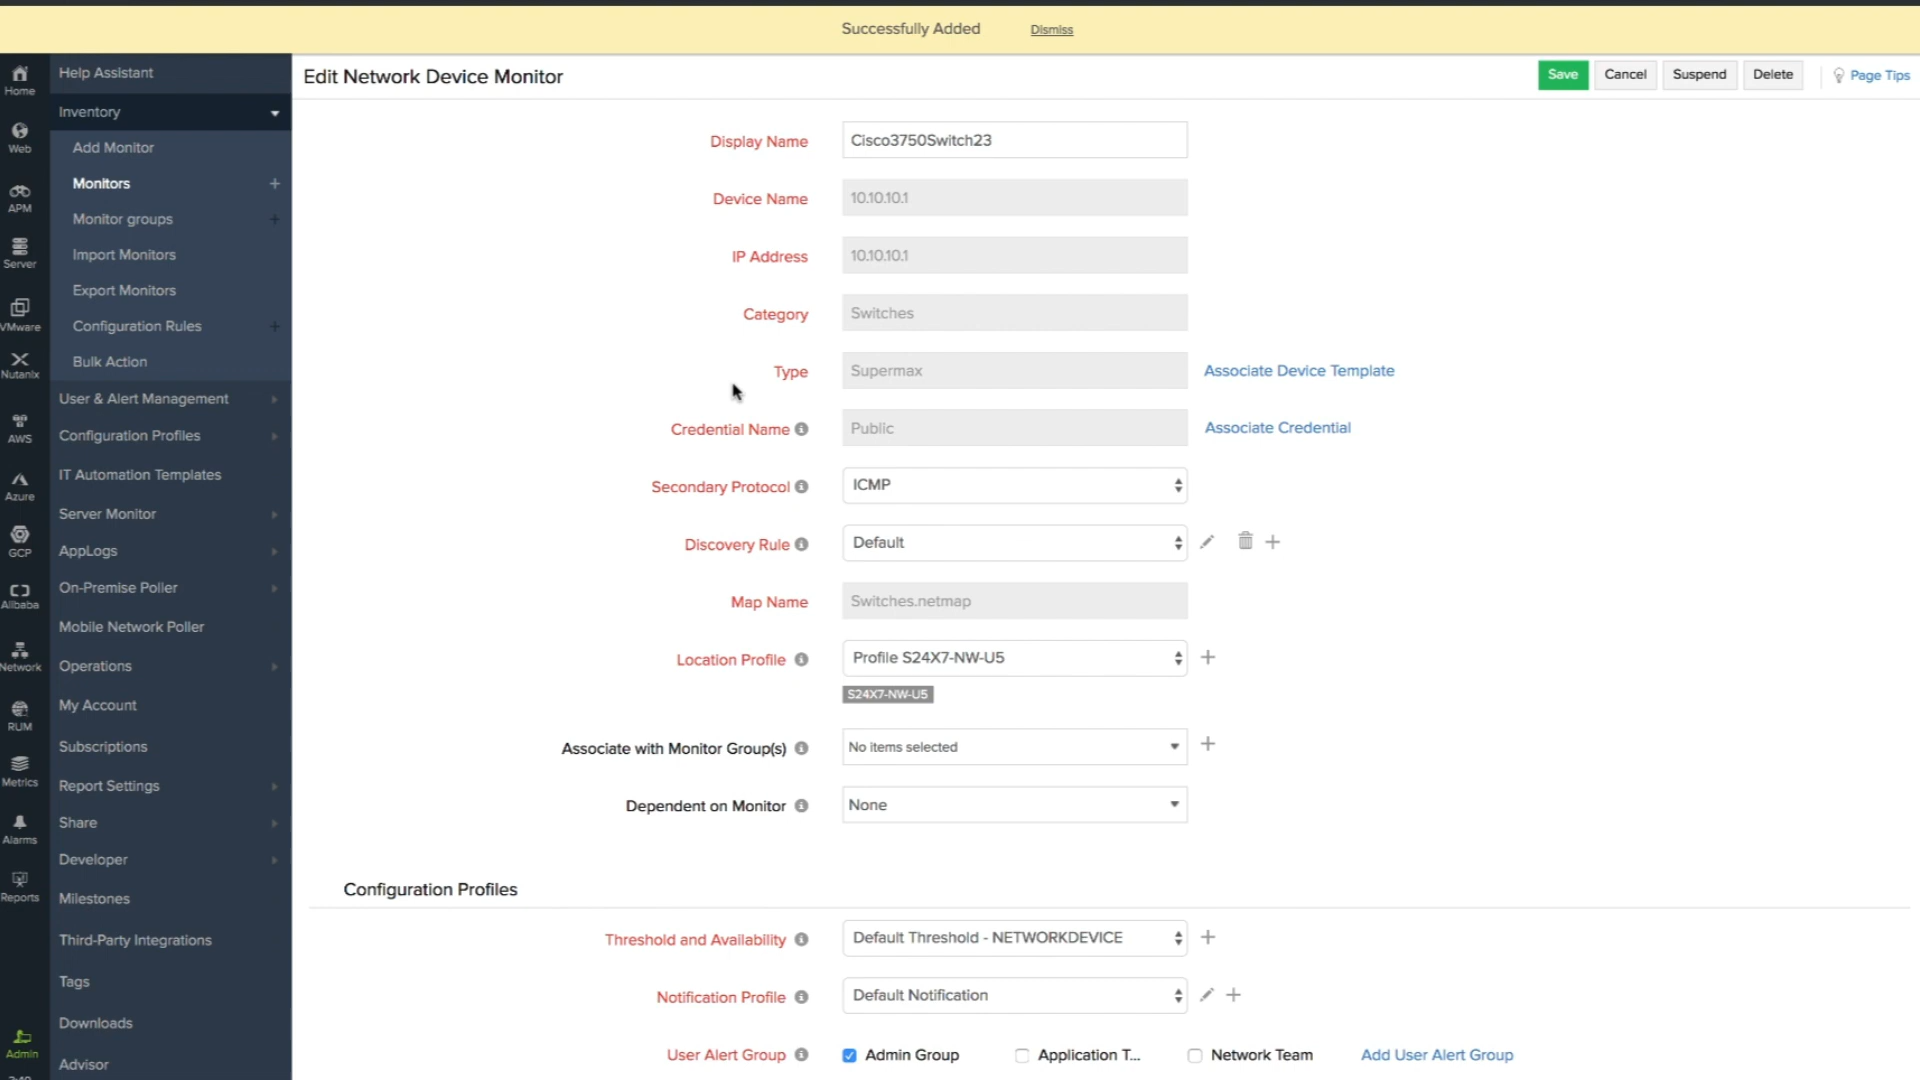 Successfully Added Dismiss
Home
Web
APM
Server
VMware
Nutanix
AWS
Azure
GCP
Alibaba
Network
RUM
Metrics
Alarms
Reports
Admin
Help Assistant
Inventory
Add Monitor
Monitors
Monitor groups
Import Monitors
Export Monitors
Configuration Rules
Bulk Action
User & Alert Management
Configuration Profiles
IT Automation Templates
Server Monitor
AppLogs
On-Premise Poller
Mobile Network Poller
Operations
My Account
Subscriptions
Report Settings
Share
Developer
Milestones
Third-Party Integrations
Tags
Downloads
Advisor
Edit Network Device Monitor Save Cancel Suspend Delete Page Tips
Display Name Cisco3750Switch23
Device Name 10.10.10.1
IP Address 10.10.10.1
Category Switches
Type Supermax Associate Device Template
Credential Name Public Associate Credential
Secondary Protocol ICMP
Discovery Rule Default
Map Name Switches.netmap
Location Profile Profile S24X7-NW-U5
S24X7-NW-U5
Associate with Monitor Group(s) No items selected
Dependent on Monitor None
Configuration Profiles
Threshold and Availability Default Threshold - NETWORKDEVICE
Notification Profile Default Notification
User Alert Group Admin Group Application T... Network Team Add User Alert Group